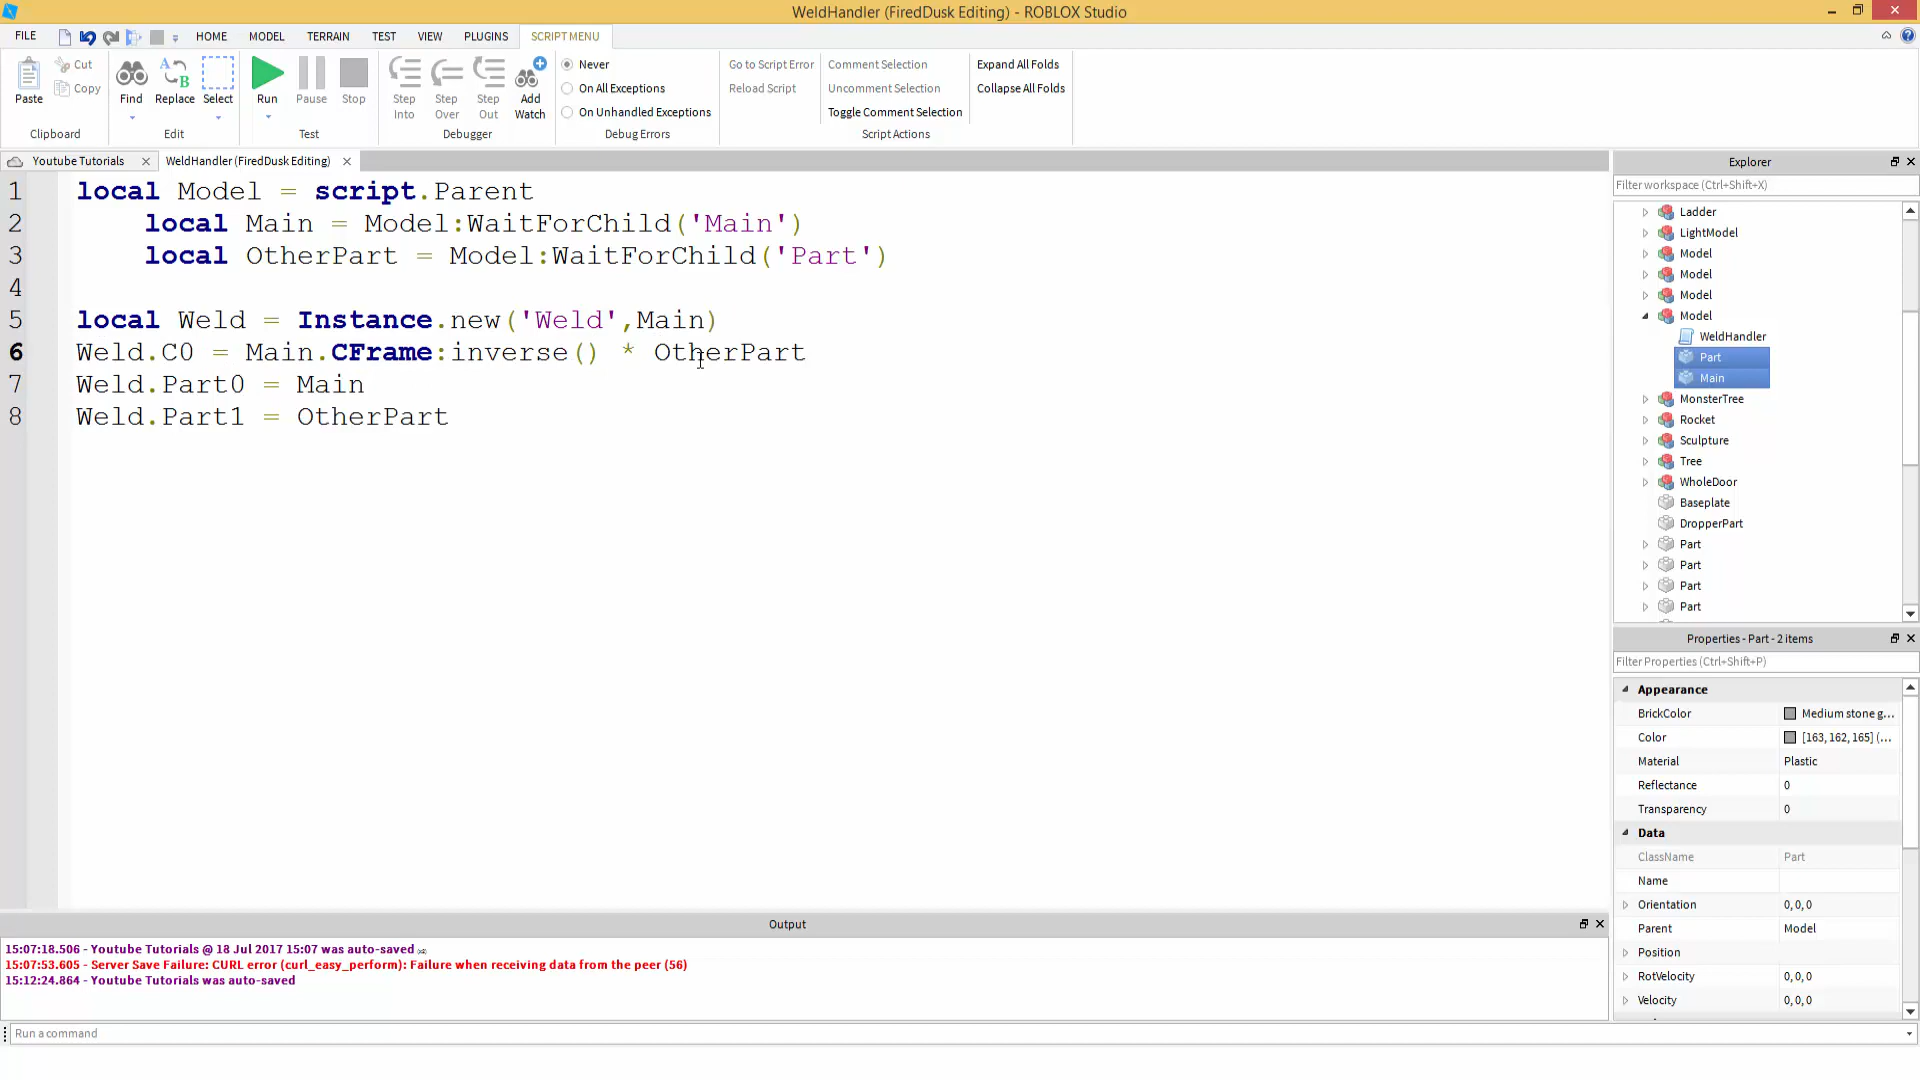 WeldHandler (FiredDusk Editing) - ROBLOX Studio
FILE HOME MODEL TERRAIN TEST VIEW PLUGINS SCRIPT MENU
Paste Cut Copy Clipboard
Find Replace Select Edit
Run Pause Stop Test
Step Into Step Over Step Out Add Watch Debugger
Never
On All Exceptions
On Unhandled Exceptions
Debug Errors
Go to Script Error
Reload Script
Comment Selection
Uncomment Selection
Toggle Comment Selection
Script Actions
Expand All Folds
Collapse All Folds
Youtube Tutorials WeldHandler (FiredDusk Editing)
1 local Model = script.Parent
2 local Main = Model:WaitForChild('Main')
3 local OtherPart = Model:WaitForChild('Part')
4
5 local Weld = Instance.new('Weld',Main)
6 Weld.C0 = Main.CFrame:inverse() * OtherPart
7 Weld.Part0 = Main
8 Weld.Part1 = OtherPart
Explorer
Filter workspace (Ctrl+Shift+X)
Ladder
LightModel
Model
Model
Model
Model
WeldHandler
Part
Main
MonsterTree
Rocket
Sculpture
Tree
WholeDoor
Baseplate
DropperPart
Part
Part
Part
Part
Properties - Part - 2 items
Filter Properties (Ctrl+Shift+P)
Appearance
BrickColor Medium stone g...
Color [163, 162, 165] (...
Material Plastic
Reflectance 0
Transparency 0
Data
ClassName Part
Name
Orientation 0, 0, 0
Parent Model
Position
RotVelocity 0, 0, 0
Velocity 0, 0, 0
Output
15:07:18.506 - Youtube Tutorials @ 18 Jul 2017 15:07 was auto-saved
15:07:53.605 - Server Save Failure: CURL error (curl_easy_perform): Failure when receiving data from the peer (56)
15:12:24.864 - Youtube Tutorials was auto-saved
Run a command